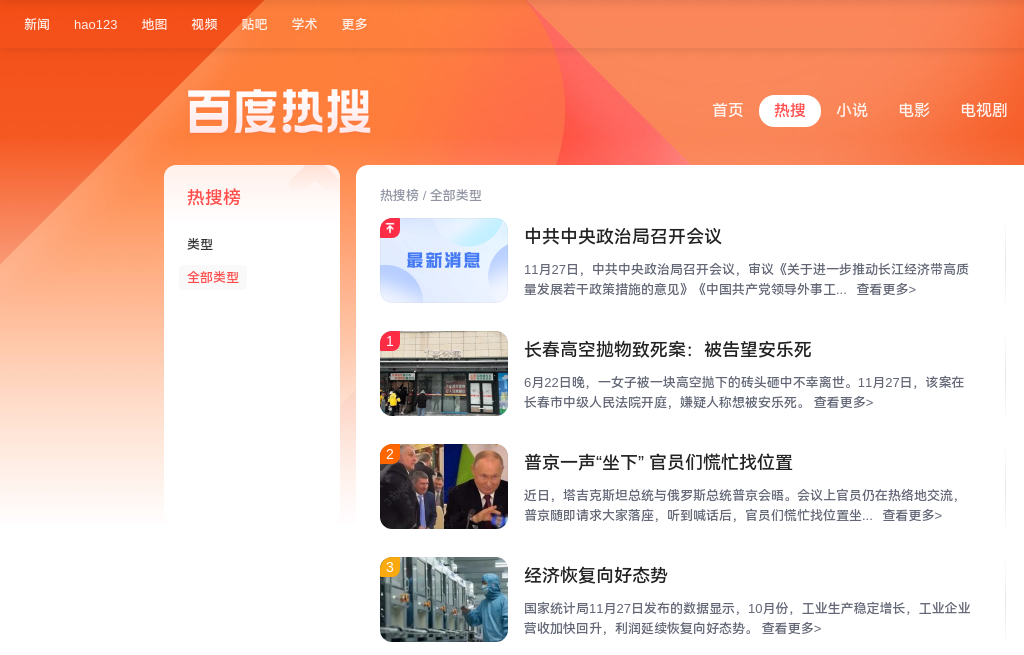 新闻 hao123 地图 视频 贴吧 学术 更多
百度热搜
首页 热搜 小说 电影 电视剧
热搜榜
类型
全部类型
热搜榜 / 全部类型
最新消息
中共中央政治局召开会议
11月27日，中共中央政治局召开会议，审议《关于进一步推动长江经济带高质
量发展若干政策措施的意见》《中国共产党领导外事工... 查看更多>
1
长春高空抛物致死案：被告望安乐死
6月22日晚，一女子被一块高空抛下的砖头砸中不幸离世。11月27日，该案在
长春市中级人民法院开庭，嫌疑人称想被安乐死。 查看更多>
2
普京一声“坐下” 官员们慌忙找位置
近日，塔吉克斯坦总统与俄罗斯总统普京会晤。会议上官员仍在热络地交流，
普京随即请求大家落座，听到喊话后，官员们慌忙找位置坐... 查看更多>
3
经济恢复向好态势
国家统计局11月27日发布的数据显示，10月份，工业生产稳定增长，工业企业
营收加快回升，利润延续恢复向好态势。 查看更多>